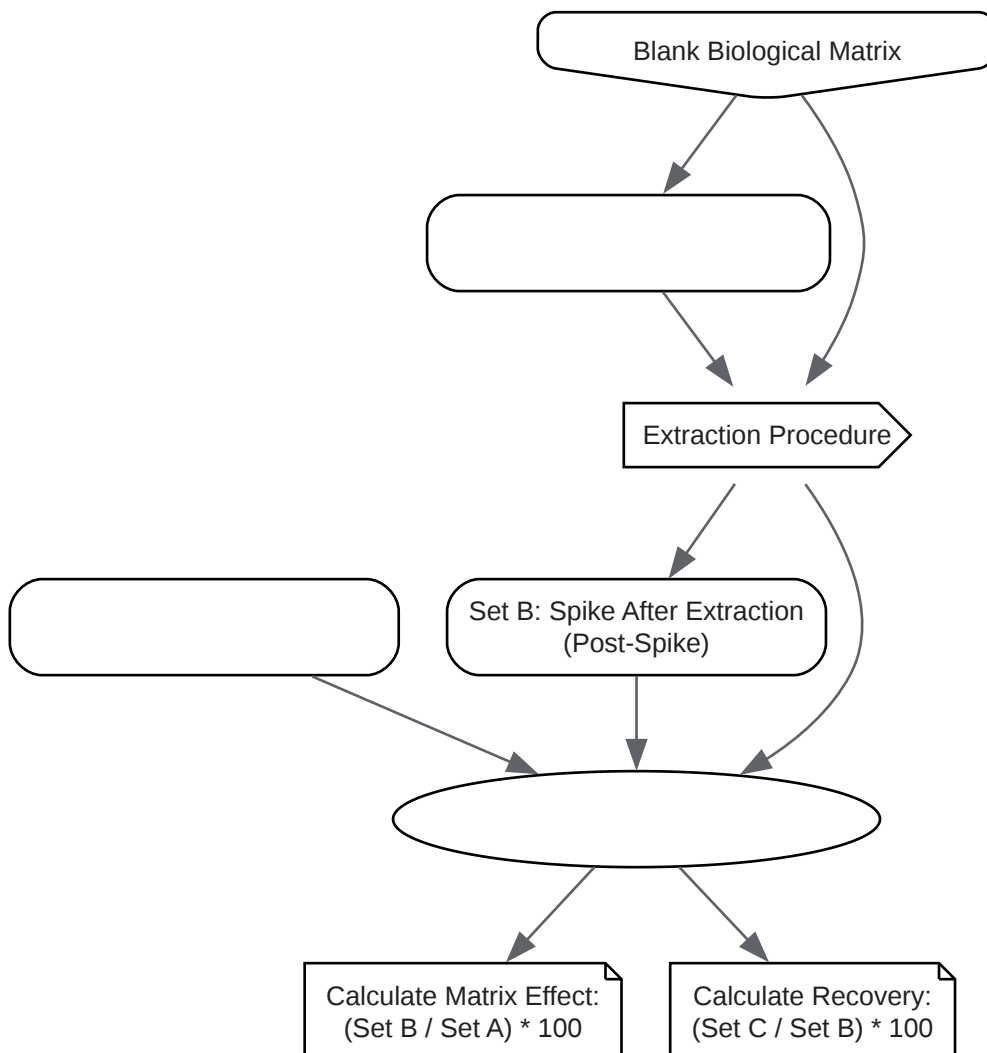 Blank Biological Matrix
Extraction Procedure
Set B: Spike After Extraction
(Post-Spike)
Calculate Matrix Effect:
(Set B / Set A) * 100
Calculate Recovery:
(Set C / Set B) * 100